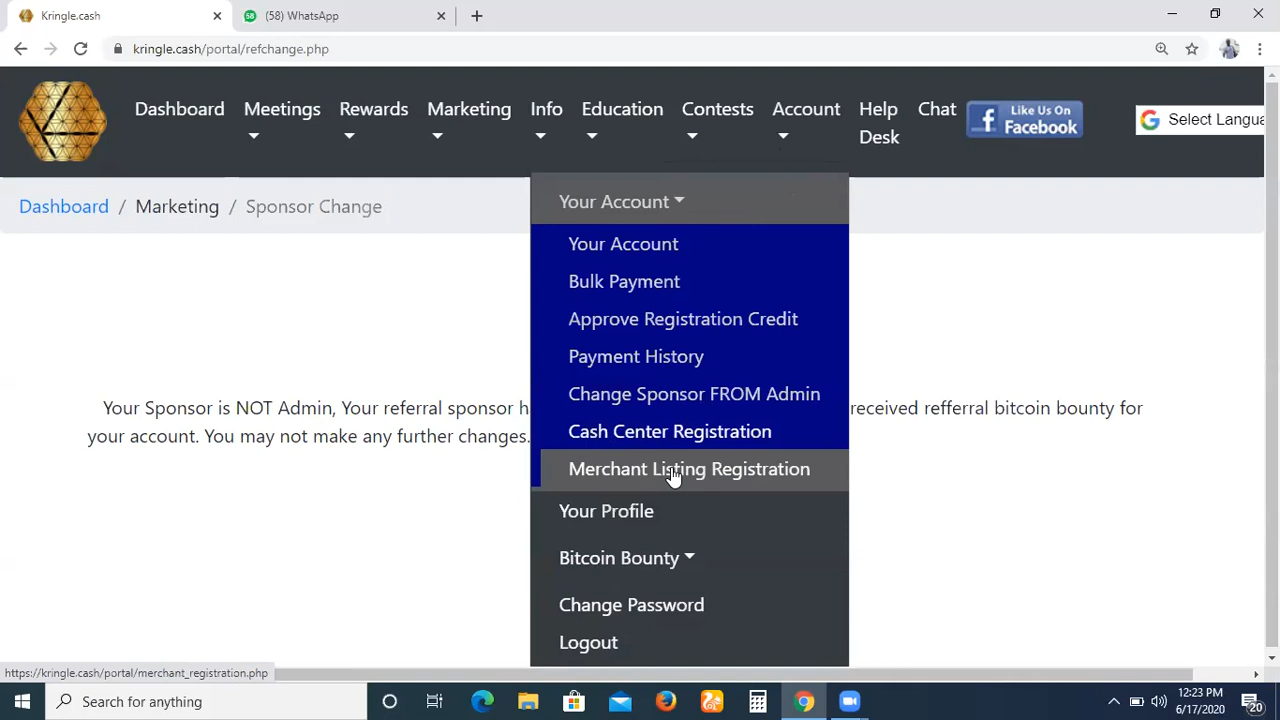 Kringle.cash
(58) WhatsApp
kringle.cash/portal/refchange.php
Dashboard Meetings Rewards Marketing Info Education Contests Account Help Desk Chat
Like Us On
Facebook
G Select
Dashboard / Marketing / Sponsor Change
Your Account
Your Account
Bulk Payment
Approve Registration Credit
Payment History
Change Sponsor FROM Admin
Cash Center Registration
Merchant Listing Registration
Your Profile
Bitcoin Bounty
Change Password
Logout
Your Sponsor is NOT Admin, Your referral sponsor received refferral bitcoin bounty for
your account. You may not make any further changes.
https://kringle.cash/portal/merchant_registration.php
Search for anything
12:23 PM
6/17/2020
20